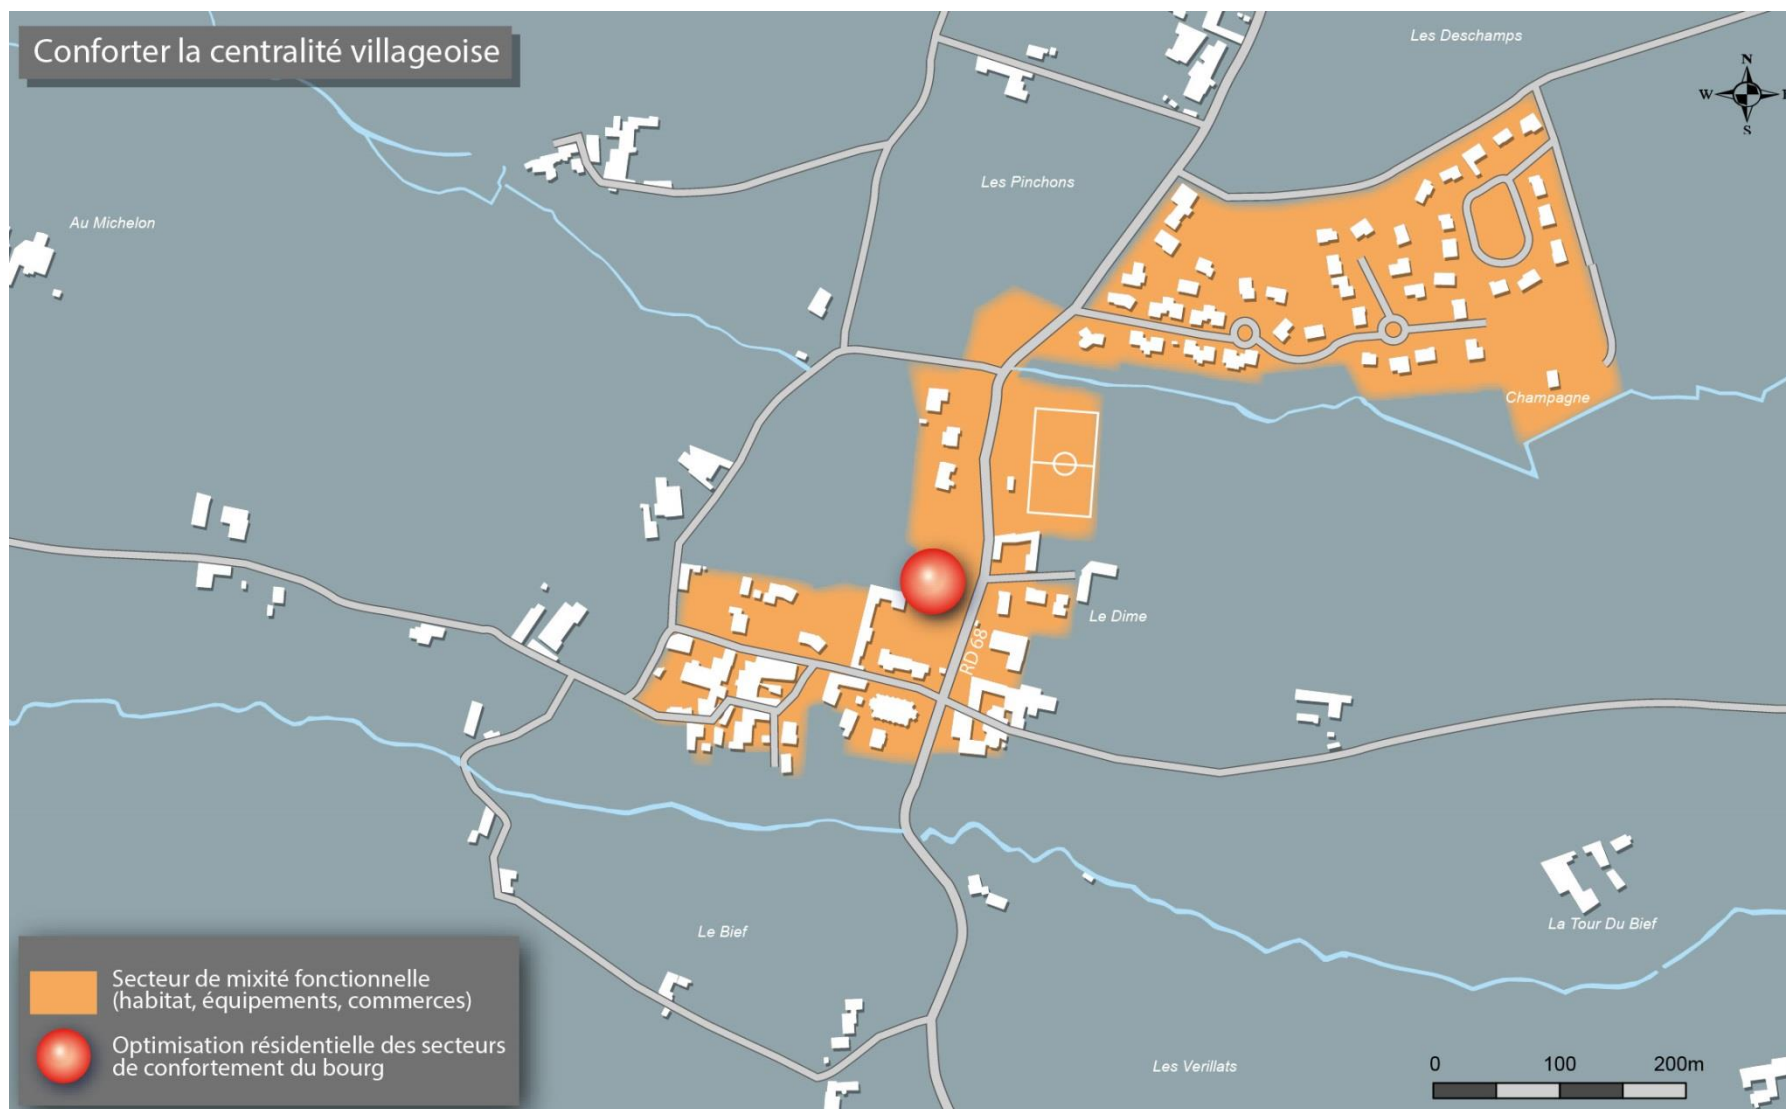 Conforter la centralité villageoise
Les Deschamps
N
W
E
S
Les Pinchons
Au Michelon
Champagne
Le Dime
RD 68
La Tour Du Bief
Le Bief
Secteur de mixité fonctionnelle
(habitat, équipements, commerces)
Optimisation résidentielle des secteurs
de confortement du bourg
Les Verillats
0 100 200m